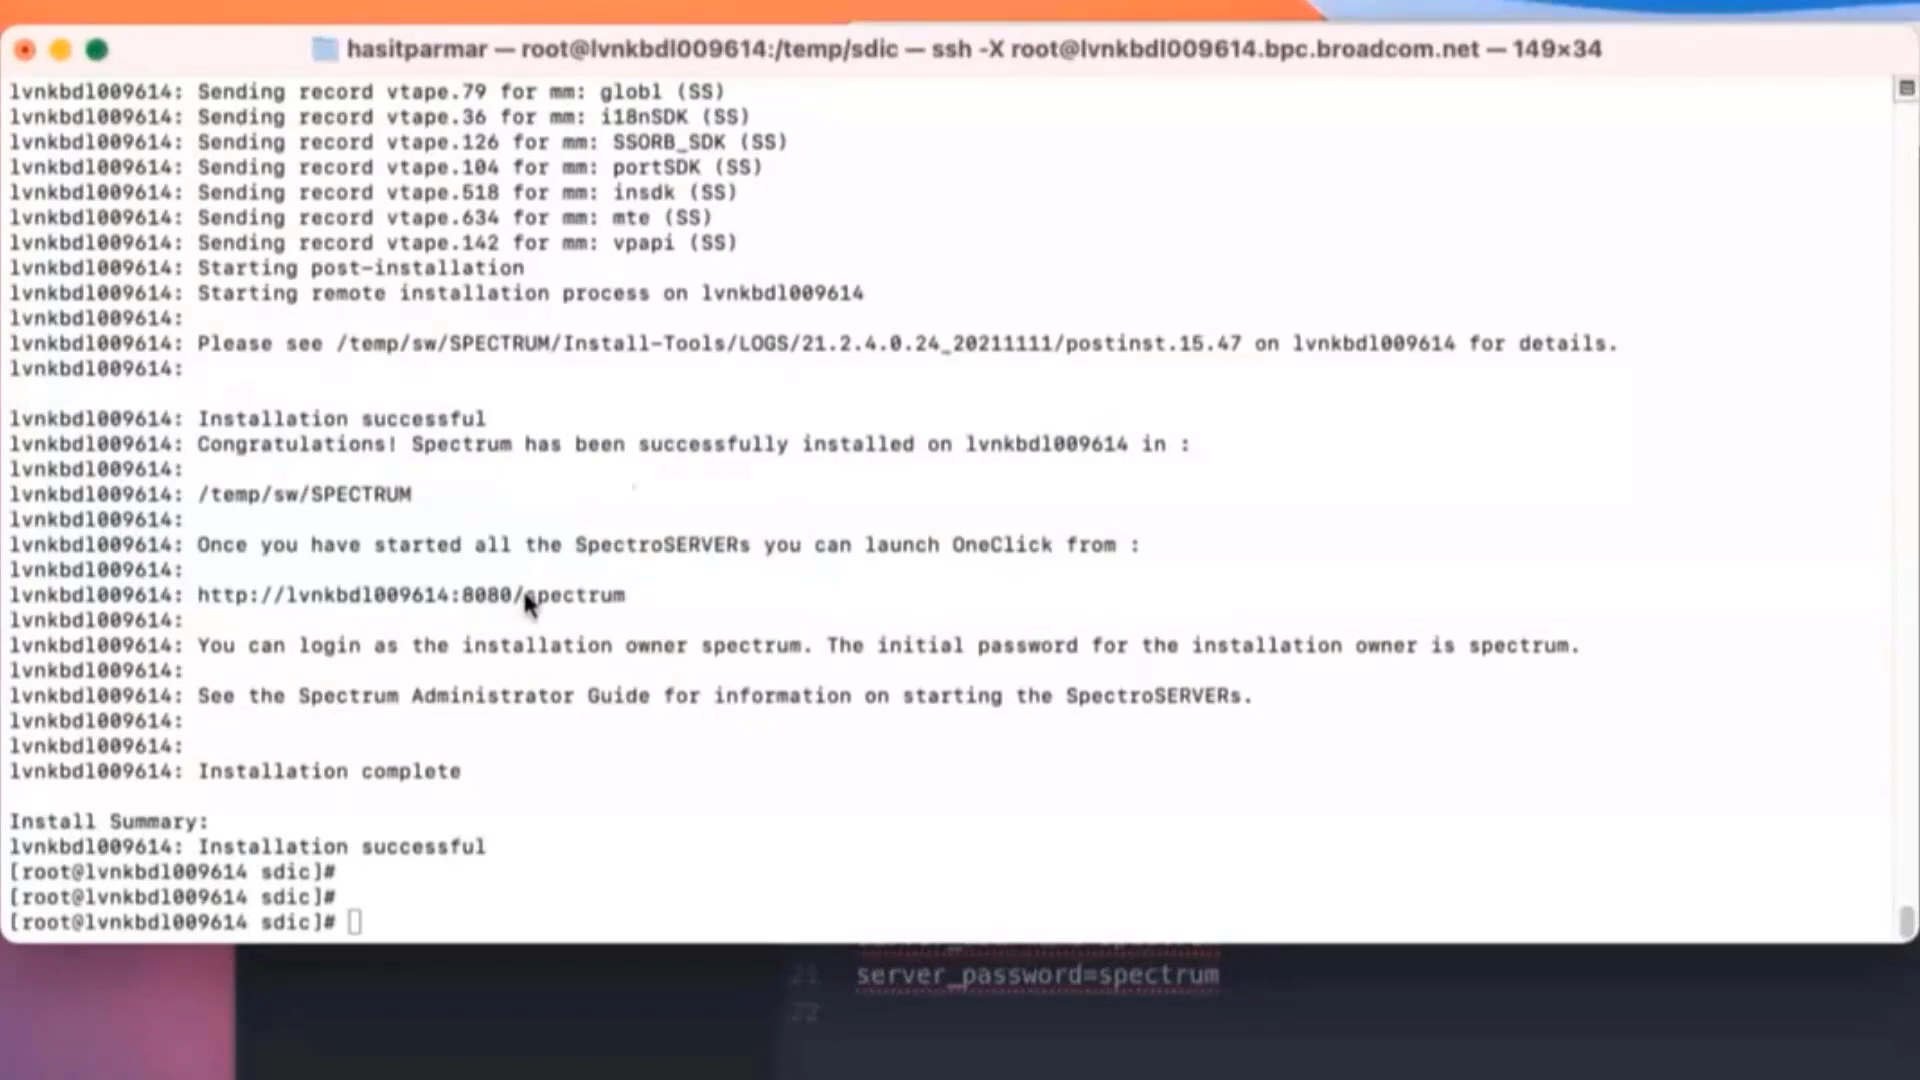 hasitparmar — root@lvnkbdl009614:/temp/sdic — ssh -X root@lvnkbdl009614.bpc.broadcom.net — 149×34
lvnkbdl009614: Sending record vtape.79 for mm: globl (SS)
lvnkbdl009614: Sending record vtape.36 for mm: i18nSDK (SS)
lvnkbdl009614: Sending record vtape.126 for mm: SSORB_SDK (SS)
lvnkbdl009614: Sending record vtape.104 for mm: portSDK (SS)
lvnkbdl009614: Sending record vtape.518 for mm: insdk (SS)
lvnkbdl009614: Sending record vtape.634 for mm: mte (SS)
lvnkbdl009614: Sending record vtape.142 for mm: vpapi (SS)
lvnkbdl009614: Starting post-installation
lvnkbdl009614: Starting remote installation process on lvnkbdl009614
lvnkbdl009614:
lvnkbdl009614: Please see /temp/sw/SPECTRUM/Install-Tools/LOGS/21.2.4.0.24_20211111/postinst.15.47 on lvnkbdl009614 for details.
lvnkbdl009614:
lvnkbdl009614: Installation successful
lvnkbdl009614: Congratulations! Spectrum has been successfully installed on lvnkbdl009614 in :
lvnkbdl009614:
lvnkbdl009614: /temp/sw/SPECTRUM
lvnkbdl009614:
lvnkbdl009614: Once you have started all the SpectroSERVERs you can launch OneClick from :
lvnkbdl009614:
lvnkbdl009614: http://lvnkbdl009614:8080/spectrum
lvnkbdl009614:
lvnkbdl009614: You can login as the installation owner spectrum. The initial password for the installation owner is spectrum.
lvnkbdl009614:
lvnkbdl009614: See the Spectrum Administrator Guide for information on starting the SpectroSERVERs.
lvnkbdl009614:
lvnkbdl009614:
lvnkbdl009614: Installation complete
Install Summary:
lvnkbdl009614: Installation successful
[root@lvnkbdl009614 sdic]#
[root@lvnkbdl009614 sdic]#
[root@lvnkbdl009614 sdic]#
21 server_password=spectrum
22